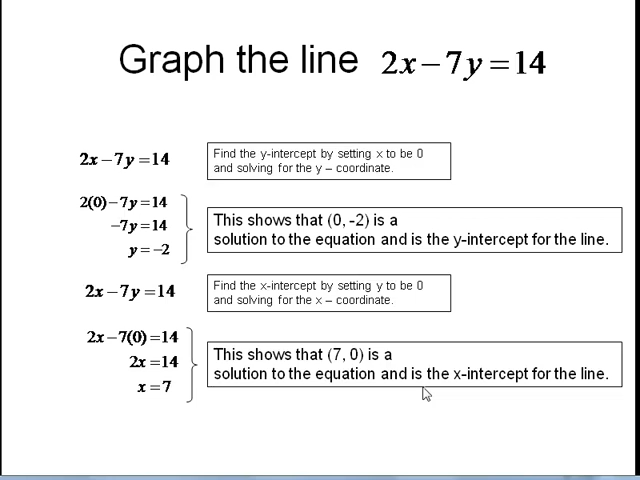 Graph the line 2x − 7y = 14
2x − 7y = 14
Find the y-intercept by setting x to be 0
and solving for the y – coordinate.
2(0) − 7y = 14
−7y = 14
y = −2
This shows that (0, -2) is a
solution to the equation and is the y-intercept for the line.
2x − 7y = 14
Find the x-intercept by setting y to be 0
and solving for the x – coordinate.
2x − 7(0) = 14
2x = 14
x = 7
This shows that (7, 0) is a
solution to the equation and is the x-intercept for the line.